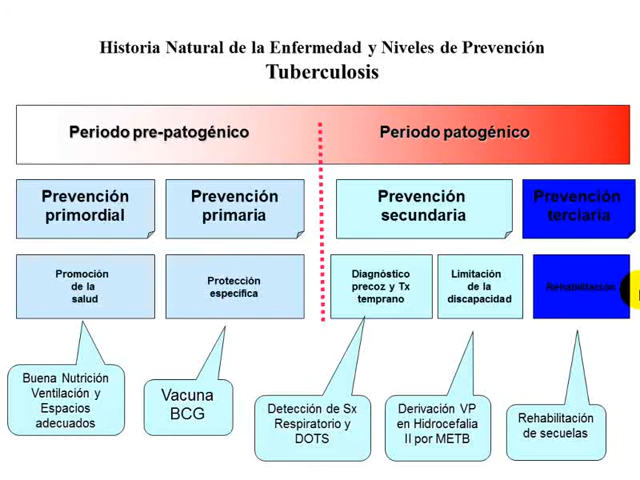 Historia Natural de la Enfermedad y Niveles de Prevención
Tuberculosis
Periodo pre-patogénico
Periodo patogénico
Prevención
primordial
Prevención
primaria
Prevención
secundaria
Prevención
terciaria
Promoción
de la
salud
Protección
específica
Diagnóstico
precoz y Tx
temprano
Limitación
de la
discapacidad
Rehabilitación
Buena Nutrición
Ventilación y
Espacios
adecuados
Vacuna
BCG
Detección de Sx
Respiratorio y
DOTS
Derivación VP
en Hidrocefalia
II por METB
Rehabilitación
de secuelas